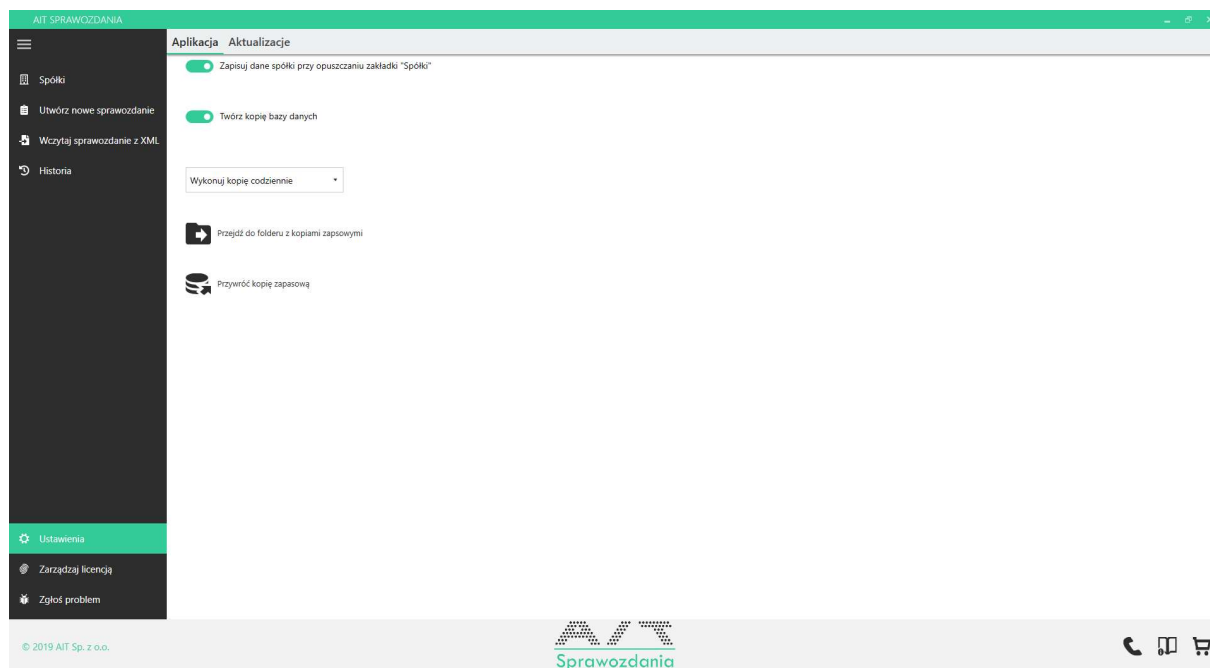 AIT SPRAWOZDANIA
Aplikacja Aktualizacje
Zapisuj dane spółki przy opuszczaniu zakładki "Spółki"
Spółki
Utwórz nowe sprawozdanie
Twórz kopię bazy danych
Wczytaj sprawozdanie z XML
Historia
Wykonuj kopię codziennie
Przejdź do folderu z kopiami zapsowymi
Przywróć kopię zapasową
Ustawienia
Zarządzaj licencją
Zgłoś problem
© 2019 AIT Sp. z o.o.
AIT
Sprawozdania